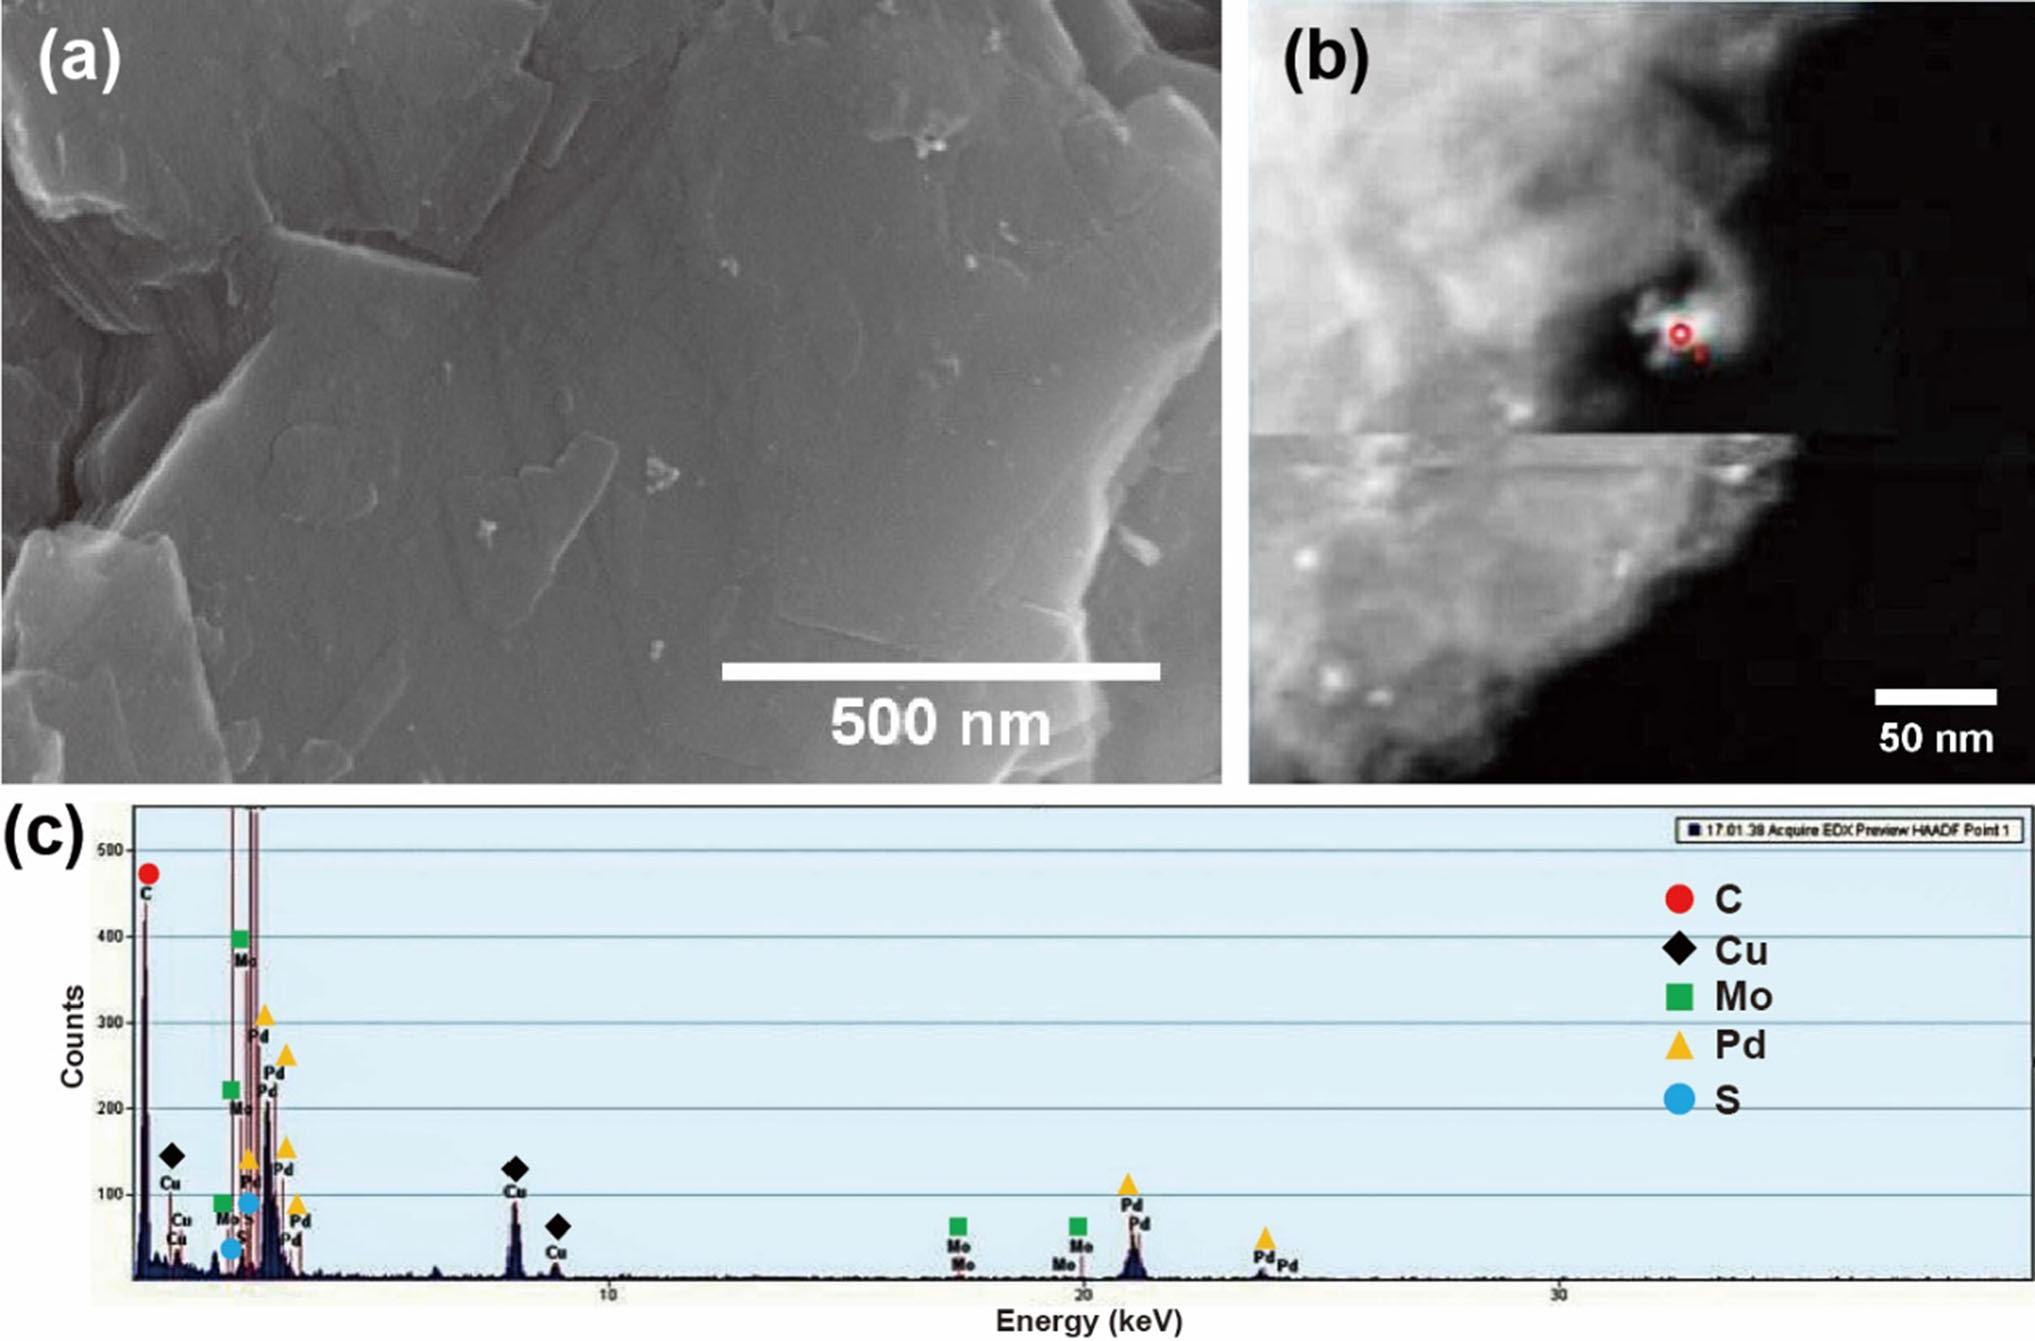 (a)
500 nm
(b)
50 nm
(c)
17.01.38 Acquire EDX Preview HAADF Point 1
500
400
300
200
100
Counts
C
Mo
Pd
Pd
Pd
Mo
Pd
Cu
Pd
Cu
Mo
S
Pd
Cu
Cu
S
Pd
Cu
Cu
Mo
Mo
Mo
Mo
Pd
Pd
Pd
Pd
C
Cu
Mo
Pd
S
10
20
30
Energy (keV)